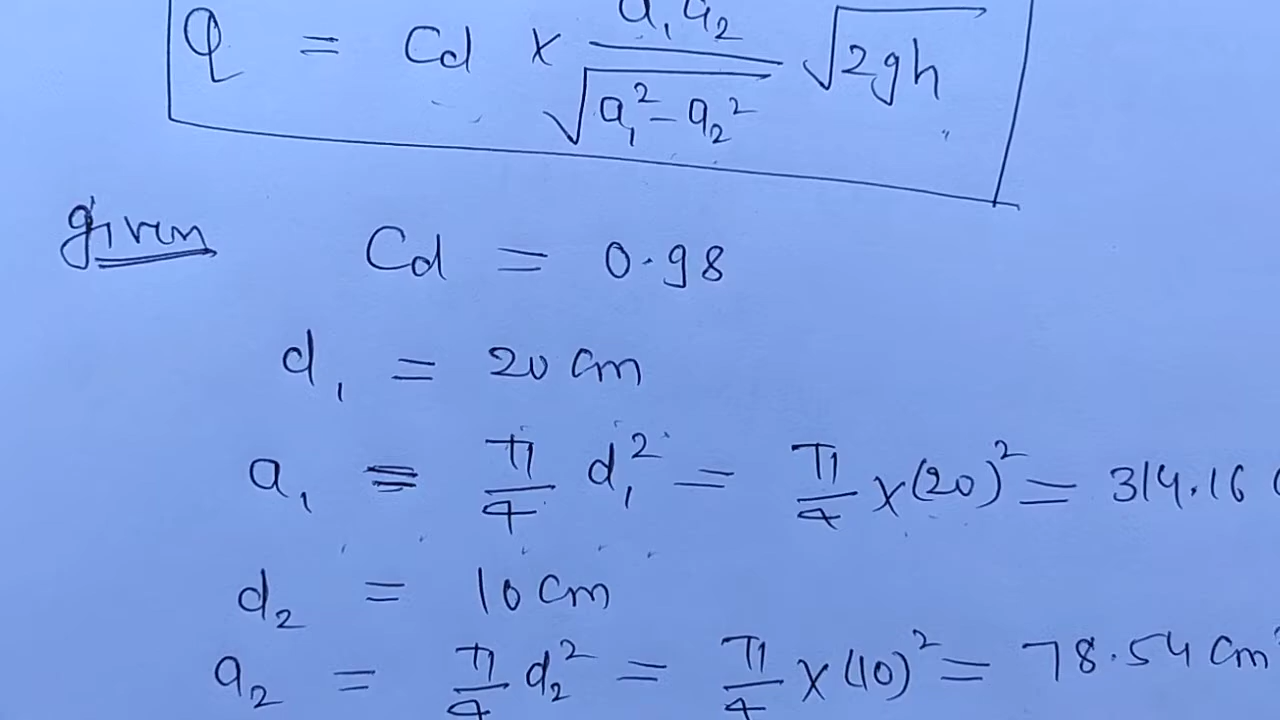 Q = Cd × a₁a₂ / √(a₁² - a₂²) √2gh
given Cd = 0.98
d₁ = 20 cm
a₁ = π/4 d₁² = π/4 × (20)² = 314.16
d₂ = 10 cm
a₂ = π/4 d₂² = π/4 × (10)² = 78.54 cm²